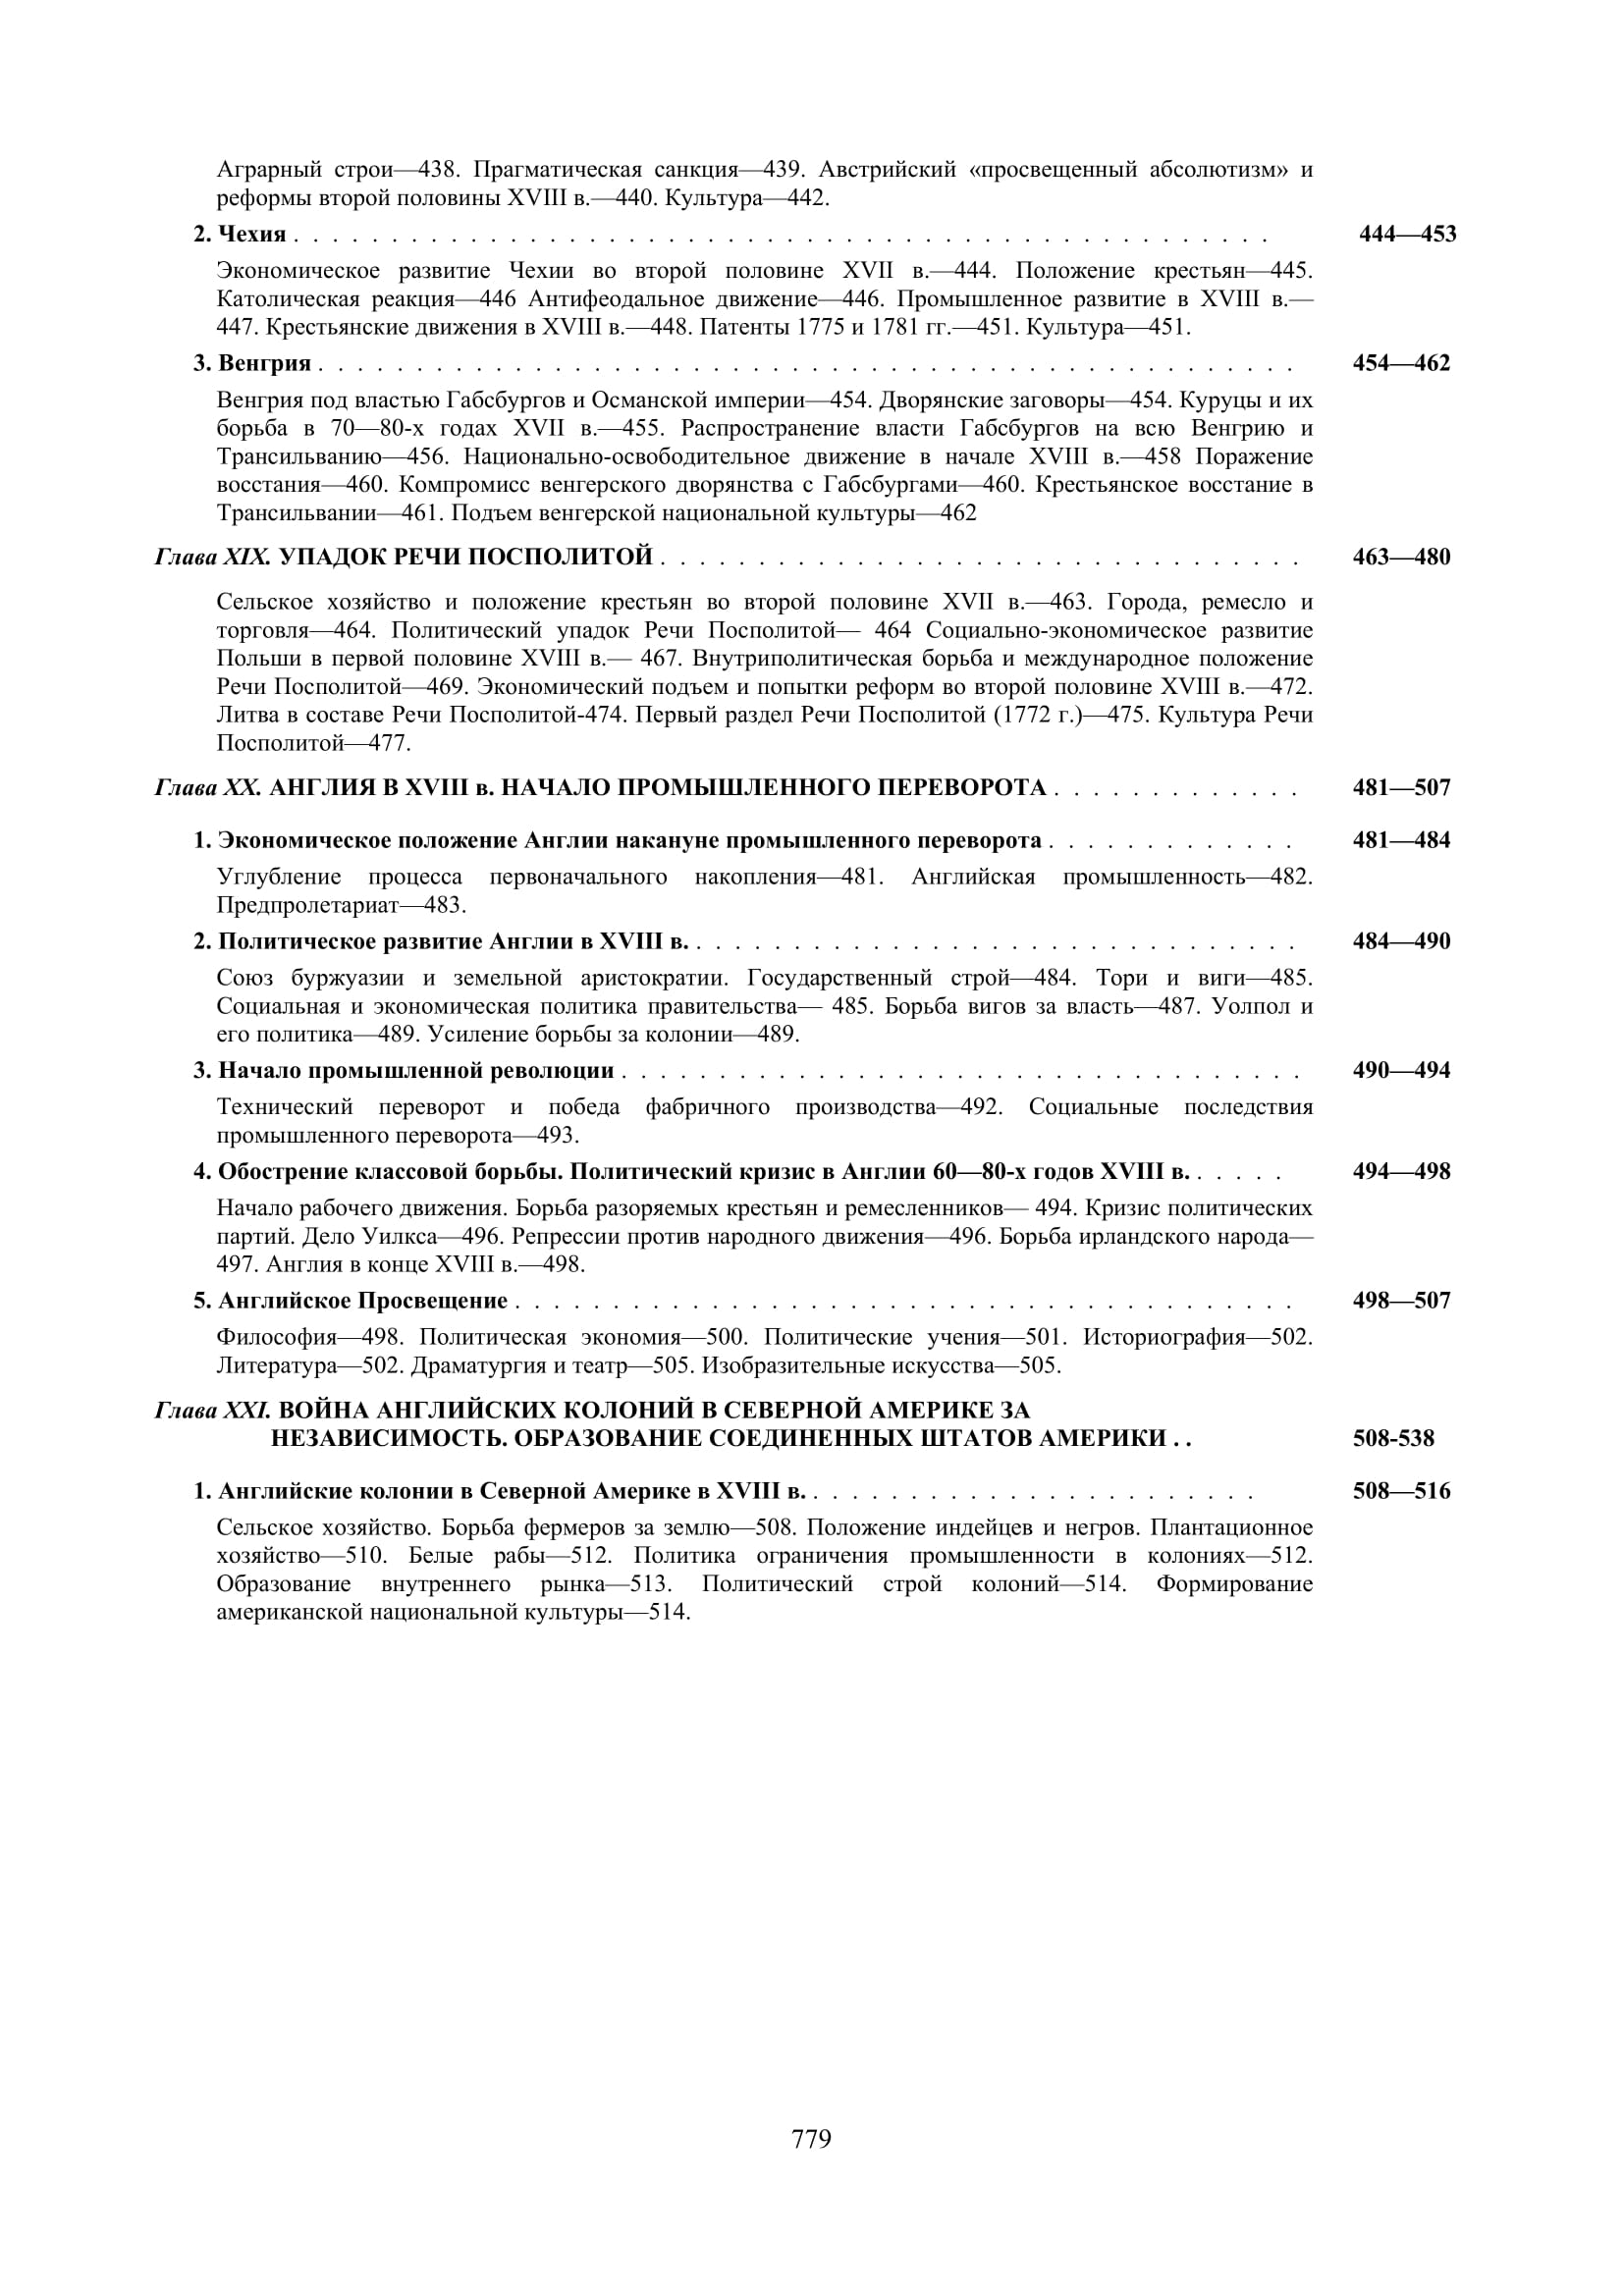 Аграрный строи—438. Прагматическая санкция—439. Австрийский «просвещенный абсолютизм» и
реформы второй половины XVIII в.—440. Культура—442.
2. Чехия . . . . . . . . . . . . . . . . . . . . . . . . . . . . . . . . . . . . . . . . . . . . . . . . . . 444—453
Экономическое развитие Чехии во второй половине XVII в.—444. Положение крестьян—445.
Католическая реакция—446 Антифеодальное движение—446. Промышленное развитие в XVIII в.—
447. Крестьянские движения в XVIII в.—448. Патенты 1775 и 1781 гг.—451. Культура—451.
3. Венгрия . . . . . . . . . . . . . . . . . . . . . . . . . . . . . . . . . . . . . . . . . . . . . . . . . . 454—462
Венгрия под властью Габсбургов и Османской империи—454. Дворянские заговоры—454. Куруцы и их
борьба в 70—80-х годах XVII в.—455. Распространение власти Габсбургов на всю Венгрию и
Трансильванию—456. Национально-освободительное движение в начале XVIII в.—458 Поражение
восстания—460. Компромисс венгерского дворянства с Габсбургами—460. Крестьянское восстание в
Трансильвании—461. Подъем венгерской национальной культуры—462
Глава XIX. УПАДОК РЕЧИ ПОСПОЛИТОЙ . . . . . . . . . . . . . . . . . . . . . . . . . . . . . . . . . 463—480
Сельское хозяйство и положение крестьян во второй половине XVII в.—463. Города, ремесло и
торговля—464. Политический упадок Речи Посполитой— 464 Социально-экономическое развитие
Польши в первой половине XVIII в.— 467. Внутриполитическая борьба и международное положение
Речи Посполитой—469. Экономический подъем и попытки реформ во второй половине XVIII в.—472.
Литва в составе Речи Посполитой-474. Первый раздел Речи Посполитой (1772 г.)—475. Культура Речи
Посполитой—477.
Глава XX. АНГЛИЯ В XVIII в. НАЧАЛО ПРОМЫШЛЕННОГО ПЕРЕВОРОТА . . . . . . . . . . . . . 481—507
1. Экономическое положение Англии накануне промышленного переворота . . . . . . . . . . . . . 481—484
Углубление процесса первоначального накопления—481. Английская промышленность—482.
Предпролетариат—483.
2. Политическое развитие Англии в XVIII в. . . . . . . . . . . . . . . . . . . . . . . . . . . . . . . . 484—490
Союз буржуазии и земельной аристократии. Государственный строй—484. Тори и виги—485.
Социальная и экономическая политика правительства— 485. Борьба вигов за власть—487. Уолпол и
его политика—489. Усиление борьбы за колонии—489.
3. Начало промышленной революции . . . . . . . . . . . . . . . . . . . . . . . . . . . . . . . . . . . 490—494
Технический переворот и победа фабричного производства—492. Социальные последствия
промышленного переворота—493.
4. Обострение классовой борьбы. Политический кризис в Англии 60—80-х годов XVIII в. . . . . . 494—498
Начало рабочего движения. Борьба разоряемых крестьян и ремесленников— 494. Кризис политических
партий. Дело Уилкса—496. Репрессии против народного движения—496. Борьба ирландского народа—
497. Англия в конце XVIII в.—498.
5. Английское Просвещение . . . . . . . . . . . . . . . . . . . . . . . . . . . . . . . . . . . . . . . . 498—507
Философия—498. Политическая экономия—500. Политические учения—501. Историография—502.
Литература—502. Драматургия и театр—505. Изобразительные искусства—505.
Глава XXI. ВОЙНА АНГЛИЙСКИХ КОЛОНИЙ В СЕВЕРНОЙ АМЕРИКЕ ЗА
НЕЗАВИСИМОСТЬ. ОБРАЗОВАНИЕ СОЕДИНЕННЫХ ШТАТОВ АМЕРИКИ . . 508-538
1. Английские колонии в Северной Америке в XVIII в. . . . . . . . . . . . . . . . . . . . . . . . 508—516
Сельское хозяйство. Борьба фермеров за землю—508. Положение индейцев и негров. Плантационное
хозяйство—510. Белые рабы—512. Политика ограничения промышленности в колониях—512.
Образование внутреннего рынка—513. Политический строй колоний—514. Формирование
американской национальной культуры—514.
779